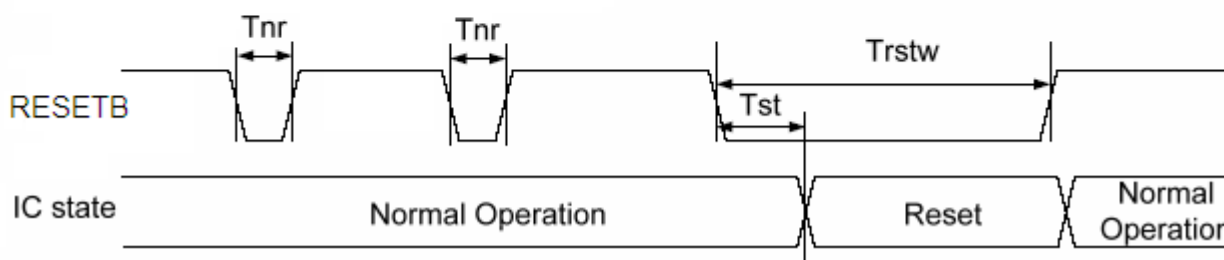 Tnr
Tnr
Trstw
Tst
RESETB
IC state
Normal Operation
Reset
Normal
Operation